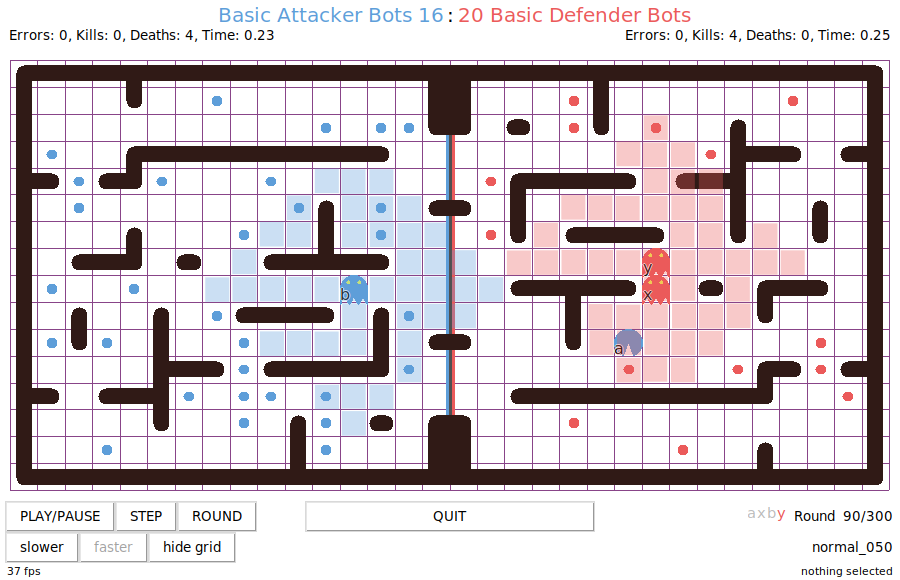 Basic Attacker Bots 16 : 20 Basic Defender Bots
Errors: 0, Kills: 0, Deaths: 4, Time: 0.23
Errors: 0, Kills: 4, Deaths: 0, Time: 0.25
y
b
x
a
PLAY/PAUSE
STEP
ROUND
QUIT
axby
Round 90/300
slower
faster
hide grid
normal_050
37 fps
nothing selected